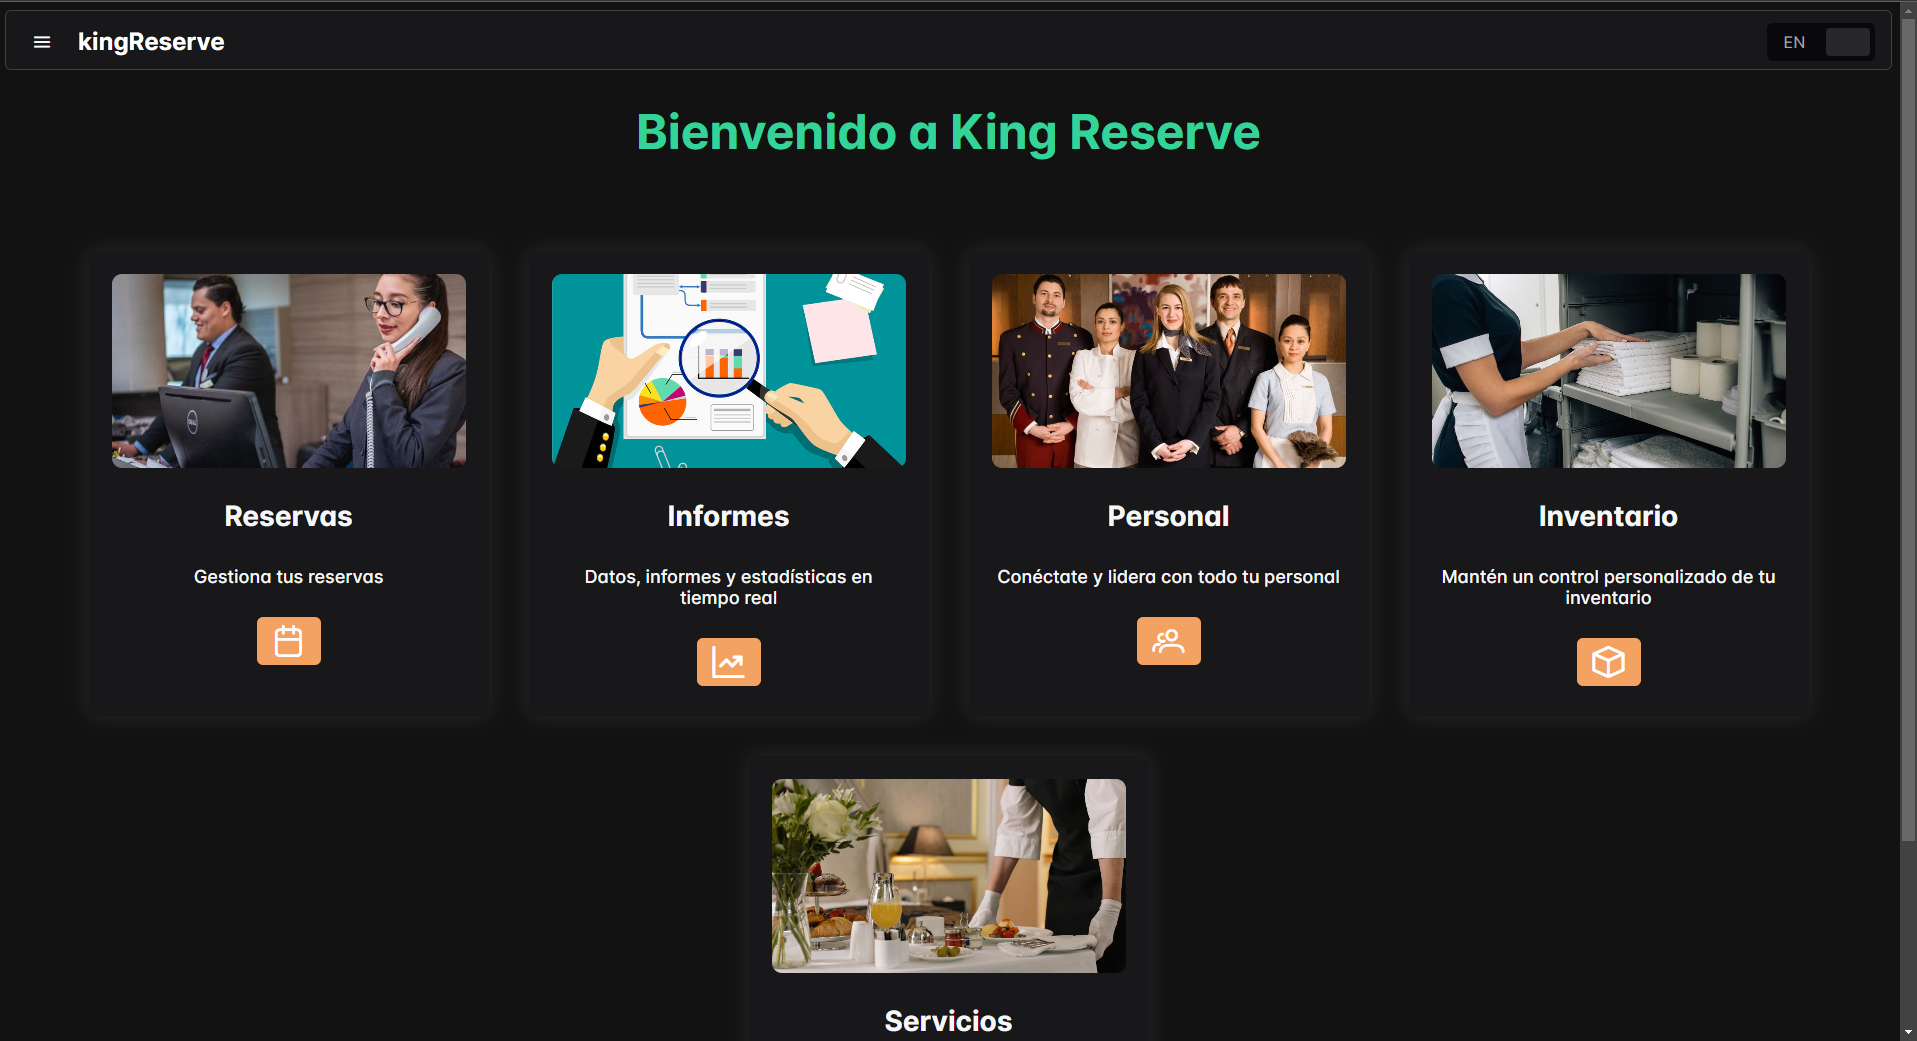 kingReserve
EN
Bienvenido a King Reserve
Reservas
Gestiona tus reservas
Informes
Datos, informes y estadísticas en
tiempo real
Personal
Conéctate y lidera con todo tu personal
Inventario
Mantén un control personalizado de tu
inventario
Servicios